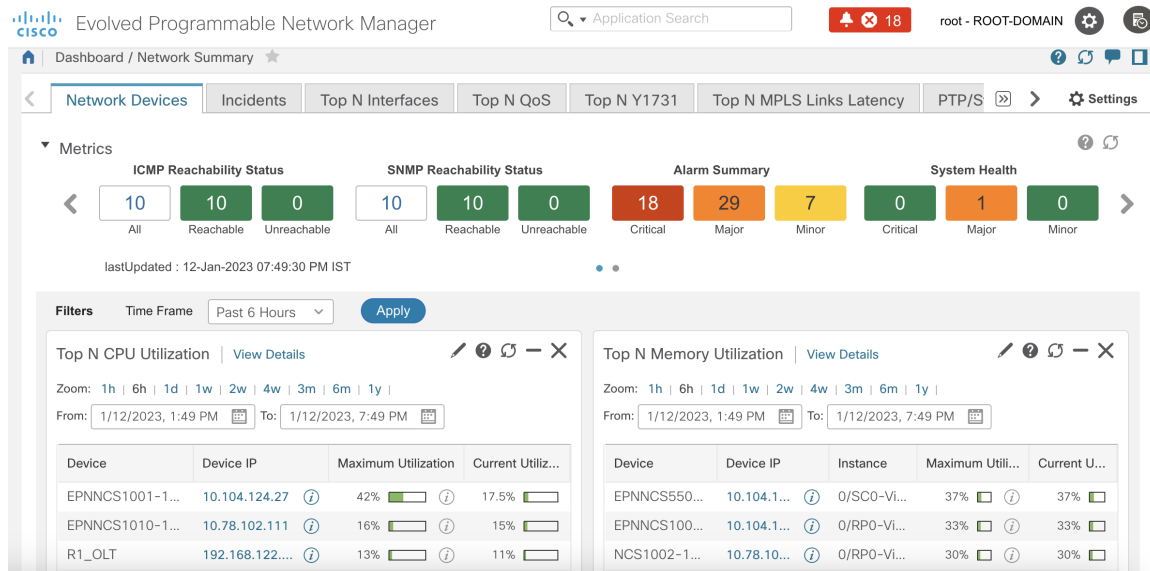 CISCO Evolved Programmable Network Manager Application Search 18 root - ROOT-DOMAIN
Dashboard / Network Summary
Network Devices Incidents Top N Interfaces Top N QoS Top N Y1731 Top N MPLS Links Latency PTP/S Settings
Metrics
ICMP Reachability Status SNMP Reachability Status Alarm Summary System Health
10 10 0 10 10 0 18 29 7 0 1 0
All Reachable Unreachable All Reachable Unreachable Critical Major Minor Critical Major Minor
lastUpdated : 12-Jan-2023 07:49:30 PM IST
Filters Time Frame Past 6 Hours Apply
Top N CPU Utilization | View Details
Zoom: 1h | 6h | 1d | 1w | 2w | 4w | 3m | 6m | 1y |
From: 1/12/2023, 1:49 PM To: 1/12/2023, 7:49 PM
Device Device IP Maximum Utilization Current Utiliz...
EPNNCS1001-1... 10.104.124.27 42% 17.5%
EPNNCS1010-1... 10.78.102.111 16% 15%
R1_OLT 192.168.122.... 13% 11%
Top N Memory Utilization | View Details
Zoom: 1h | 6h | 1d | 1w | 2w | 4w | 3m | 6m | 1y |
From: 1/12/2023, 1:49 PM To: 1/12/2023, 7:49 PM
Device Device IP Instance Maximum Utili... Current U...
EPNNCS550... 10.104.1... 0/SC0-Vi... 37% 37%
EPNNCS100... 10.104.1... 0/RP0-Vi... 33% 33%
NCS1002-1... 10.78.10... 0/RP0-Vi... 30% 30%